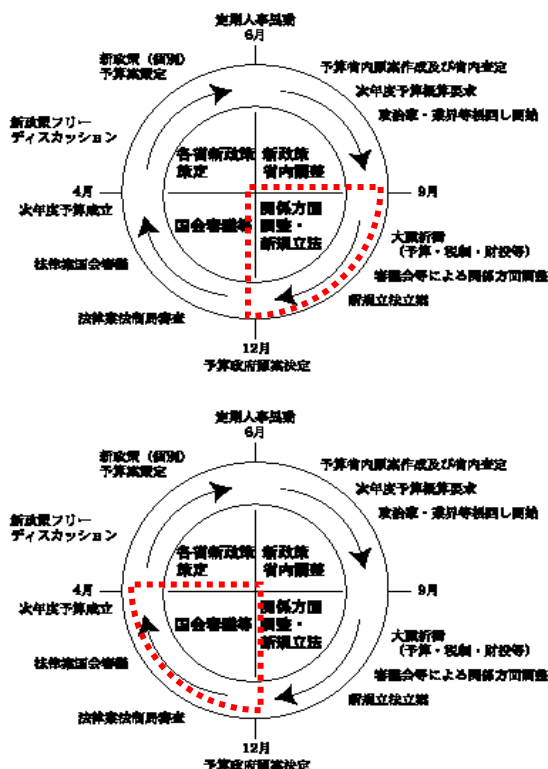 定期人事異動
6月
新政策（個別）
予算案策定
予算省内原案作成及び省内査定
次年度予算概算要求
政治家・業界等根回し開始
新政策フリー
ディスカッション
各省新政策
策定
新政策
省内調整
4月
9月
次年度予算成立
国会審議等
関係方面
調整・
新規立法
大蔵折衝
（予算・税制・財投等）
審議会等による関係方面調整
新規立法立案
法律案国会審議
法律案法制局審査
12月
予算政府原案決定
定期人事異動
6月
新政策（個別）
予算案策定
予算省内原案作成及び省内査定
次年度予算概算要求
政治家・業界等根回し開始
新政策フリー
ディスカッション
各省新政策
策定
新政策
省内調整
4月
9月
次年度予算成立
国会審議等
関係方面
調整・
新規立法
大蔵折衝
（予算・税制・財投等）
審議会等による関係方面調整
新規立法立案
法律案国会審議
法律案法制局審査
12月
予算政府原案決定